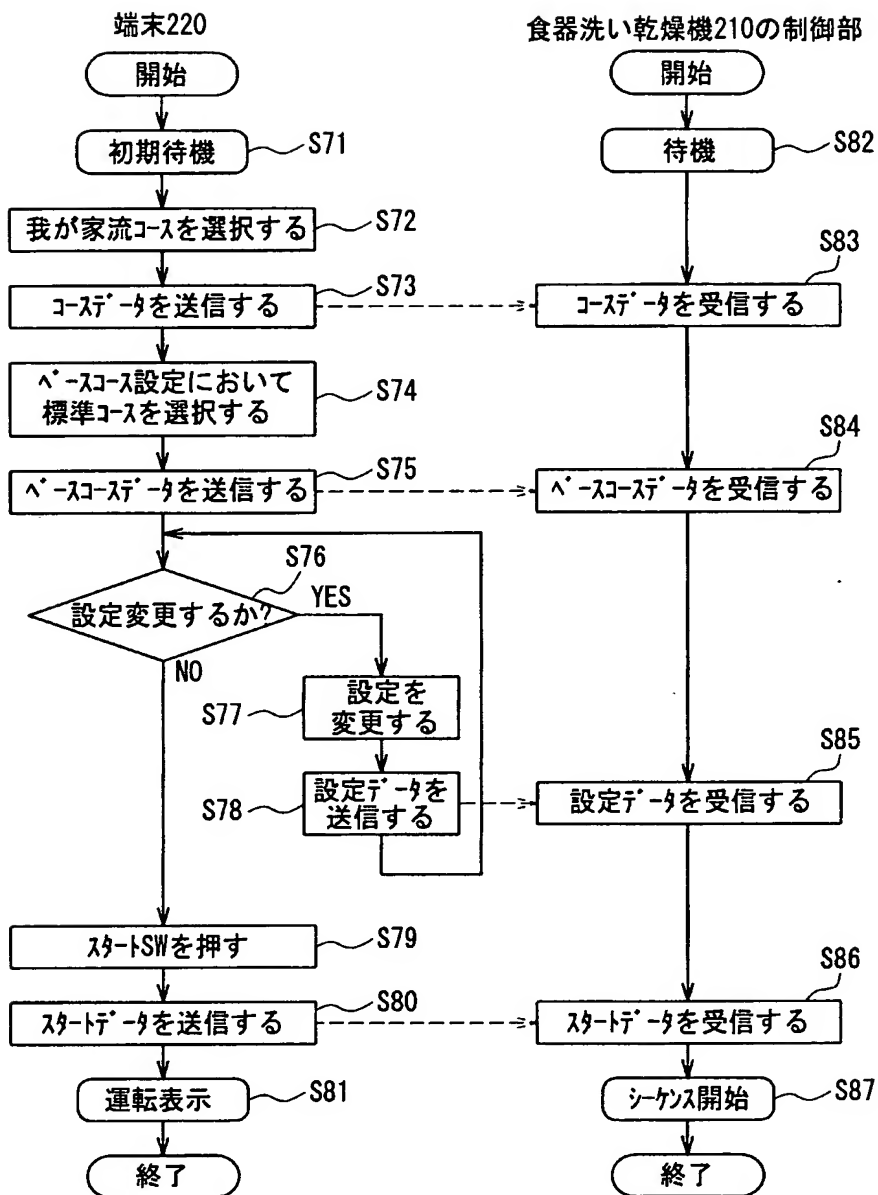 端末220
開始
初期待機
S71
我が家流コースを選択する
S72
コースデータを送信する
S73
ベースコース設定において
標準コースを選択する
S74
ベースコースデータを送信する
S75
設定変更するか?
S76
YES
NO
設定を
変更する
S77
設定データを
送信する
S78
スタートSWを押す
S79
スタートデータを送信する
S80
運転表示
S81
終了
食器洗い乾燥機210の制御部
開始
待機
S82
コースデータを受信する
S83
ベースコースデータを受信する
S84
設定データを受信する
S85
スタートデータを受信する
S86
シーケンス開始
S87
終了